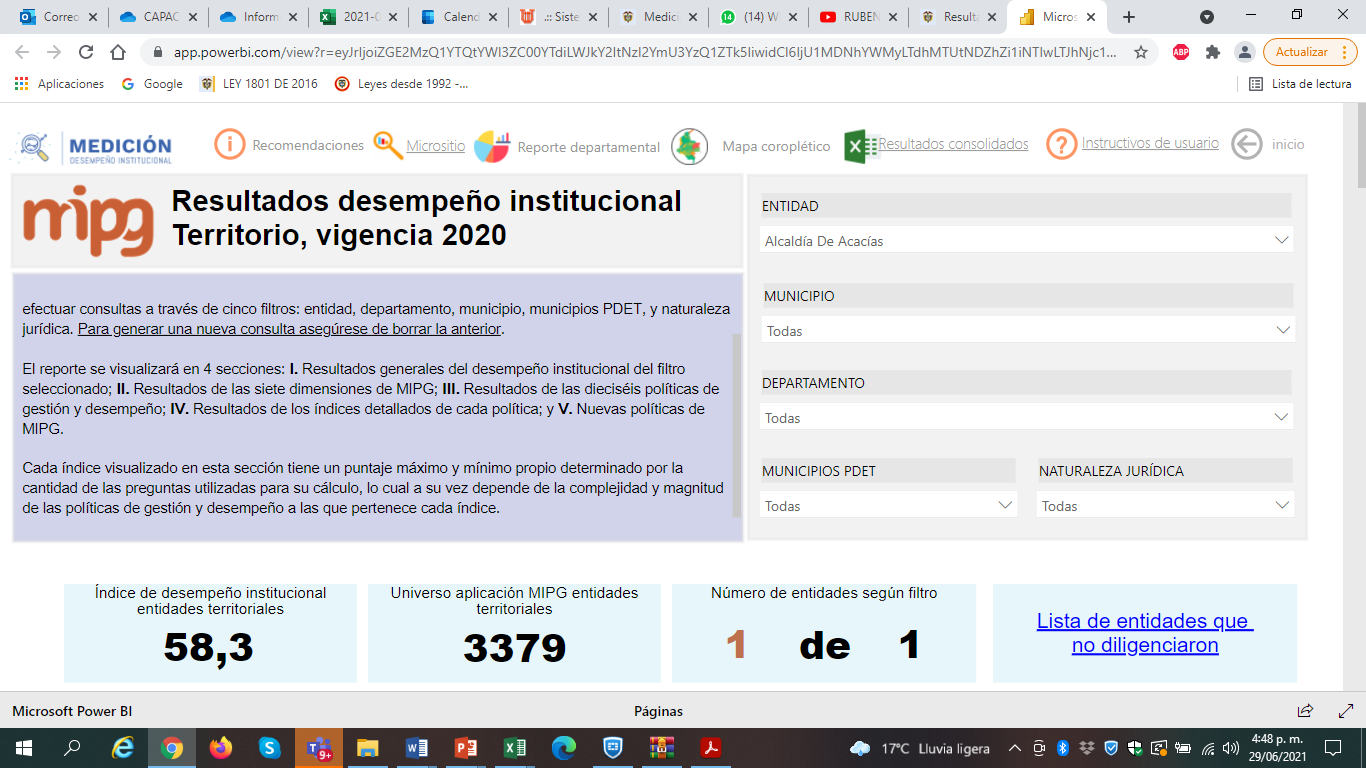 Correo
CAPAC
Inform
2021-0
Calend
.:: Siste
Medici
(14) W
RUBEN
Resulta
Micros
app.powerbi.com/view?r=
Actualizar
Aplicaciones
Google
LEY 1801 DE 2016
Leyes desde 1992 -...
Lista de lectura
MEDICIÓN
DESEMPEÑO INSTITUCIONAL
Recomendaciones
Micrositio
Reporte departamental
Mapa coroplético
Resultados consolidados
Instructivos de usuario
inicio
mipg
Resultados desempeño institucional
Territorio, vigencia 2020
efectuar consultas a través de cinco filtros: entidad, departamento, municipio, municipios PDET, y naturaleza
jurídica. Para generar una nueva consulta asegúrese de borrar la anterior.
El reporte se visualizará en 4 secciones: I. Resultados generales del desempeño institucional del filtro
seleccionado; II. Resultados de las siete dimensiones de MIPG; III. Resultados de las dieciséis políticas de
gestión y desempeño; IV. Resultados de los índices detallados de cada política; y V. Nuevas políticas de
MIPG.
Cada índice visualizado en esta sección tiene un puntaje máximo y mínimo propio determinado por la
cantidad de las preguntas utilizadas para su cálculo, lo cual a su vez depende de la complejidad y magnitud
de las políticas de gestión y desempeño a las que pertenece cada índice.
ENTIDAD
Alcaldía De Acacías
MUNICIPIO
Todas
DEPARTAMENTO
Todas
MUNICIPIOS PDET
NATURALEZA JURÍDICA
Todas
Todas
Índice de desempeño institucional
entidades territoriales
58,3
Universo aplicación MIPG entidades
territoriales
3379
Número de entidades según filtro
1 de 1
Lista de entidades que
no diligenciaron
Microsoft Power BI
Páginas
9+
17°C Lluvia ligera
4:48 p. m.
29/06/2021